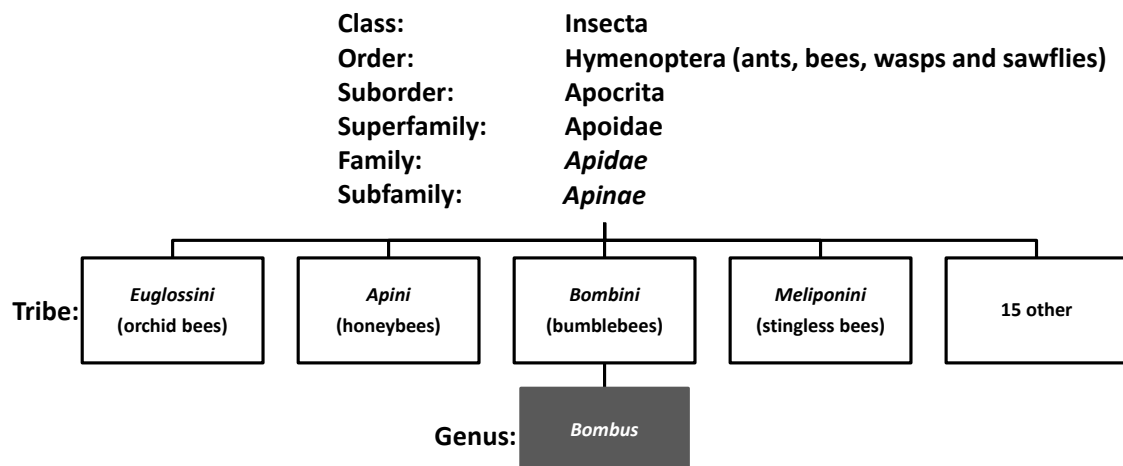 Class: Insecta
Order: Hymenoptera (ants, bees, wasps and sawflies)
Suborder: Apocrita
Superfamily: Apoidae
Family: Apidae
Subfamily: Apinae
Tribe:
Euglossini
(orchid bees)
Apini
(honeybees)
Bombini
(bumblebees)
Meliponini
(stingless bees)
15 other
Genus:
Bombus